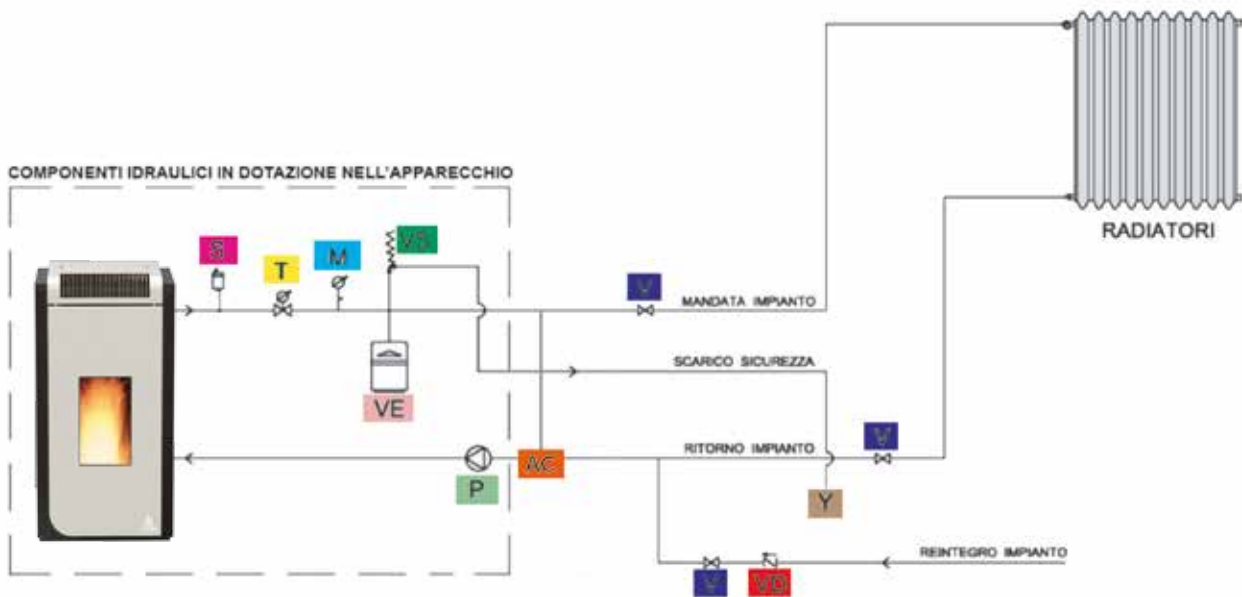 COMPONENTI IDRAULICI IN DOTAZIONE NELL'APPARECCHIO
RADIATORI
S
T
M
VS
V
MANDATA IMPIANTO
SCARICO SICUREZZA
VE
RITORNO IMPIANTO
V
AC
P
Y
REINTEGRO IMPIANTO
V
VD